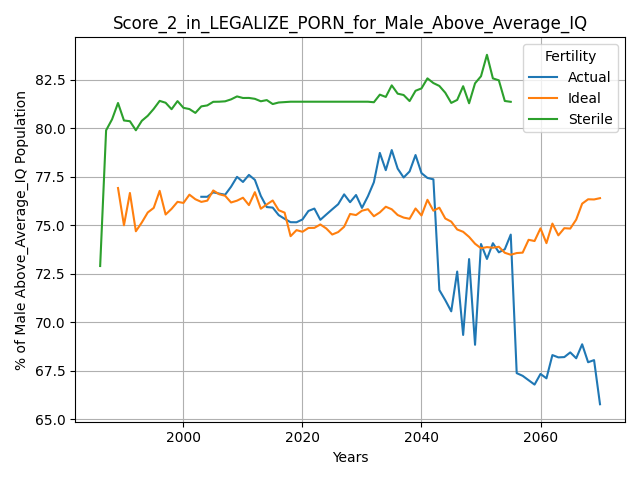 Score_2_in_LEGALIZE_PORN_for_Male_Above_Average_IQ
% of Male Above_Average_IQ Population
82.5
80.0
77.5
75.0
72.5
70.0
67.5
65.0
Fertility
Actual
Ideal
Sterile
2000
2020
2040
2060
Years